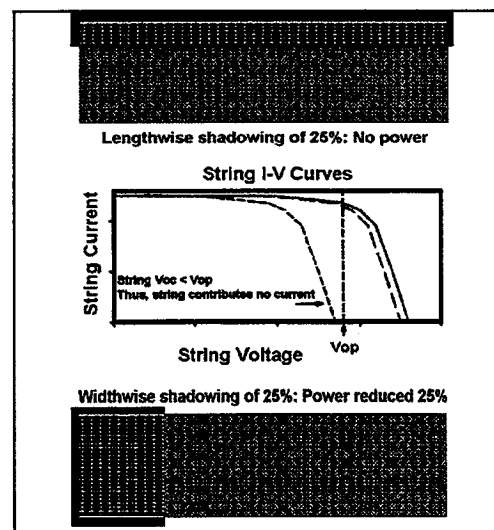 Lengthwise shadowing of 25%: No power
String I-V Curves
String Current
String Voc < Vop
Thus, string contributes no current
String Voltage
Vop
Widthwise shadowing of 25%: Power reduced 25%